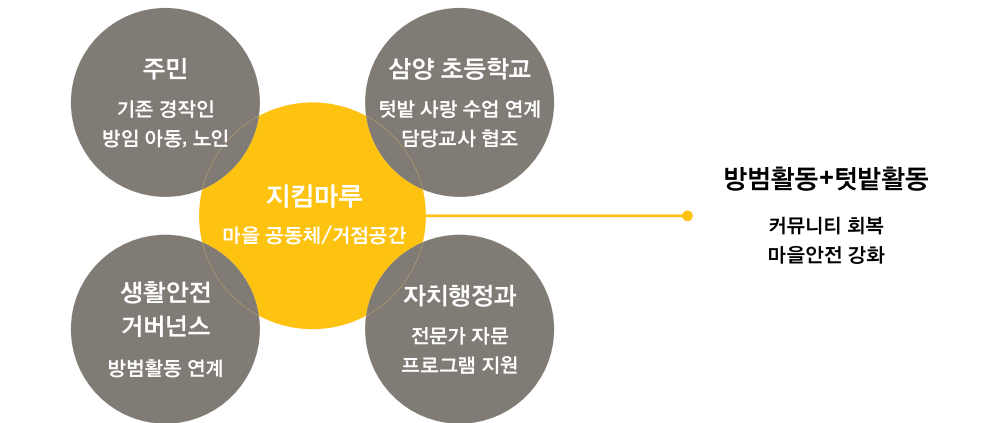 주민
기존 경작인
방임 아동, 노인
삼양 초등학교
텃밭 사랑 수업 연계
담당교사 협조
지킴마루
마을 공동체/거점공간
생활안전
거버넌스
방범활동 연계
자치행정과
전문가 자문
프로그램 지원
방범활동+텃밭활동
커뮤니티 회복
마을안전 강화